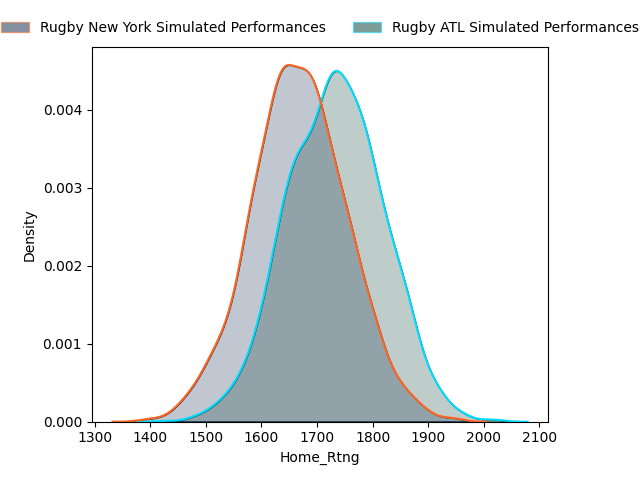 Rugby New York Simulated Performances Rugby ATL Simulated Performances
0.004
0.003
0.002
0.001
0.000
Density
1300 1400 1500 1600 1700 1800 1900 2000 2100
Home_Rtng